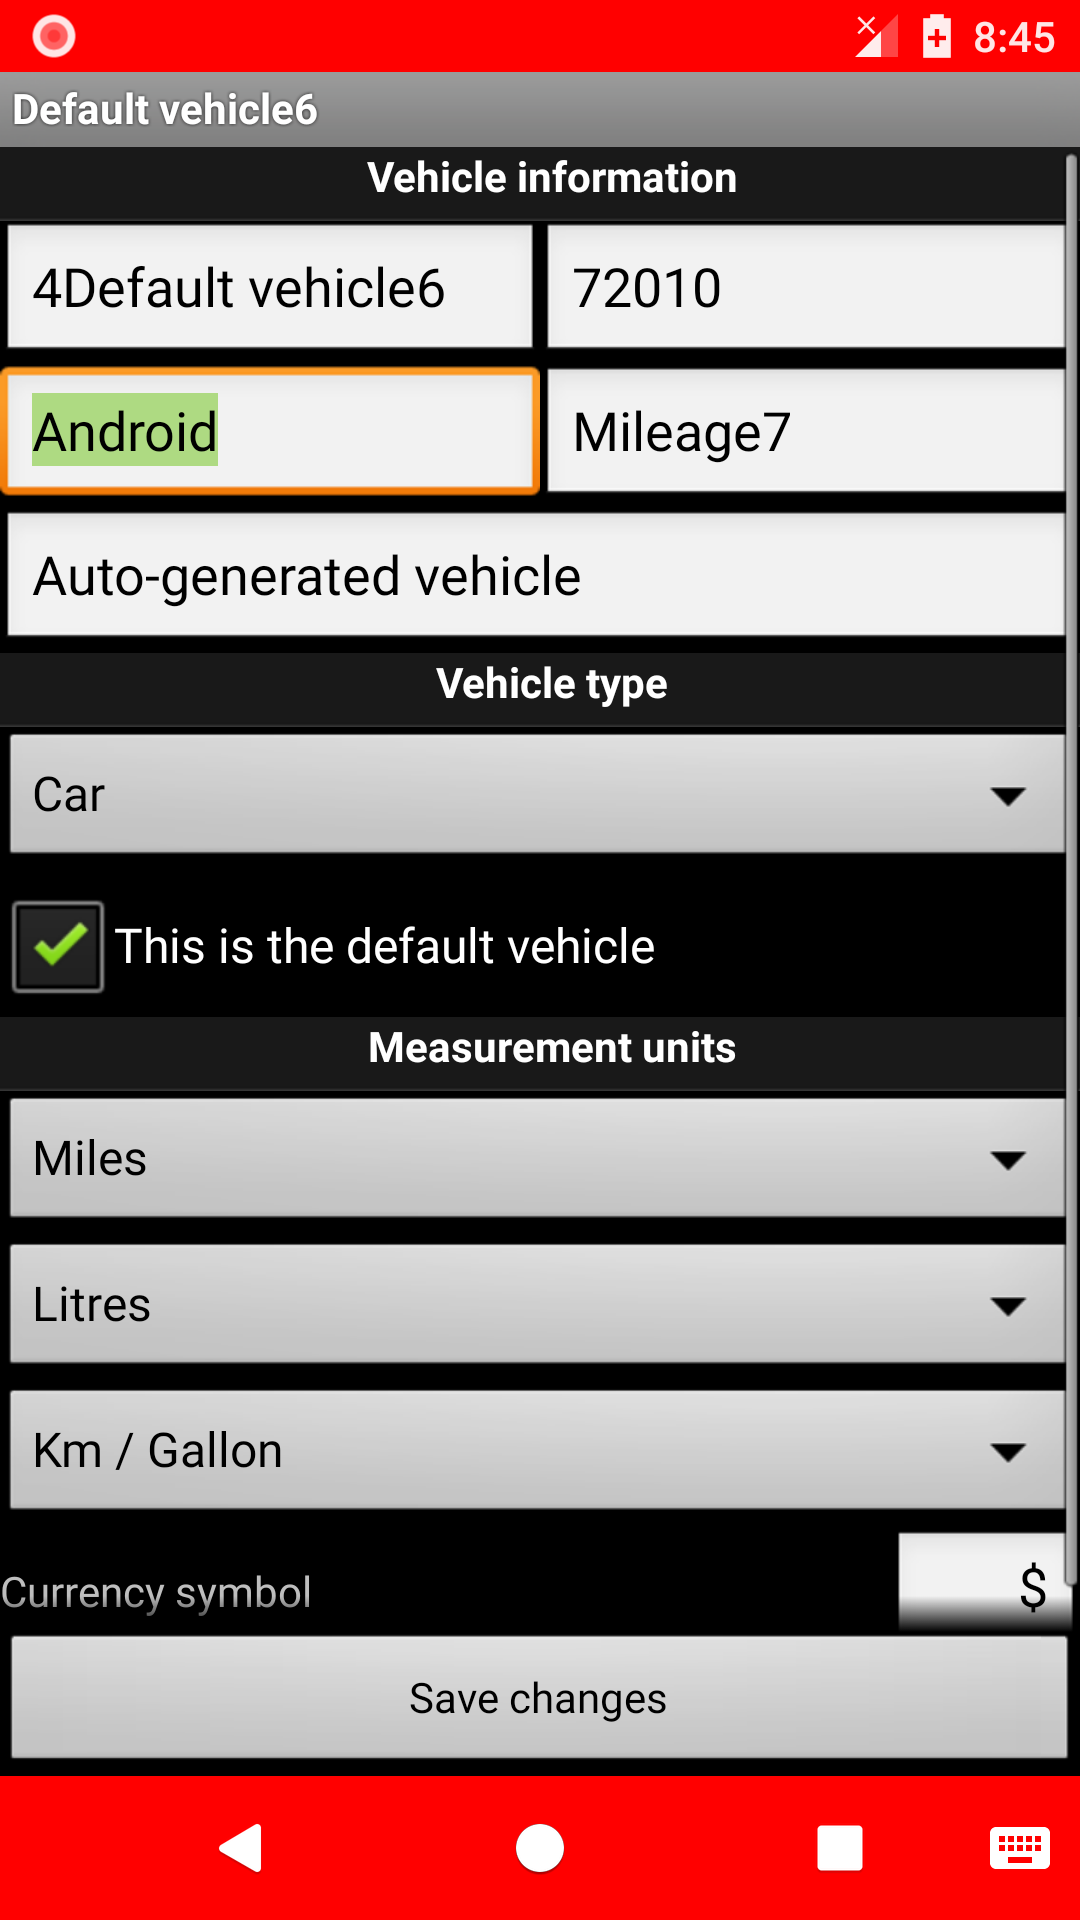 8:45
Default vehicle6
Vehicle information
4Default vehicle6
72010
Android
Mileage7
Auto-generated vehicle
Vehicle type
Car
This is the default vehicle
Measurement units
Miles
Litres
Km / Gallon
Currency symbol
$
Save changes